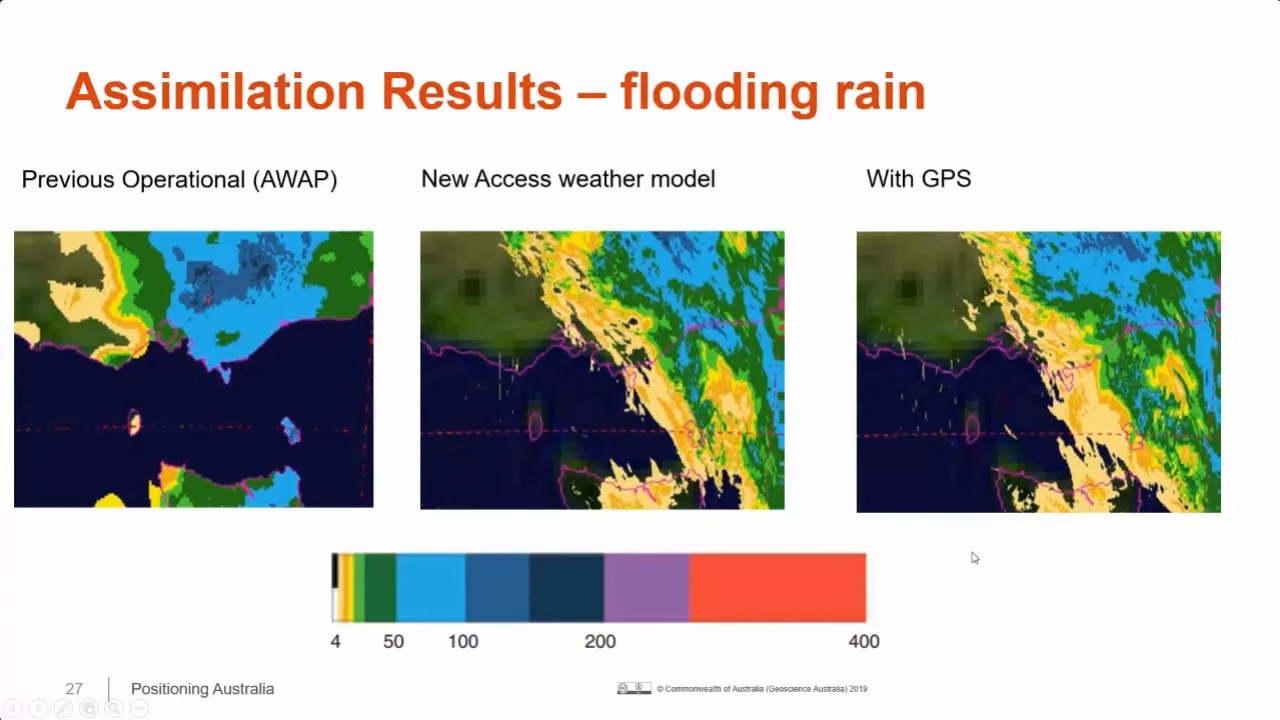 Assimilation Results – flooding rain
Previous Operational (AWAP)
New Access weather model
With GPS
4 50 100 200 400
27 Positioning Australia
© Commonwealth of Australia (Geoscience Australia) 2019